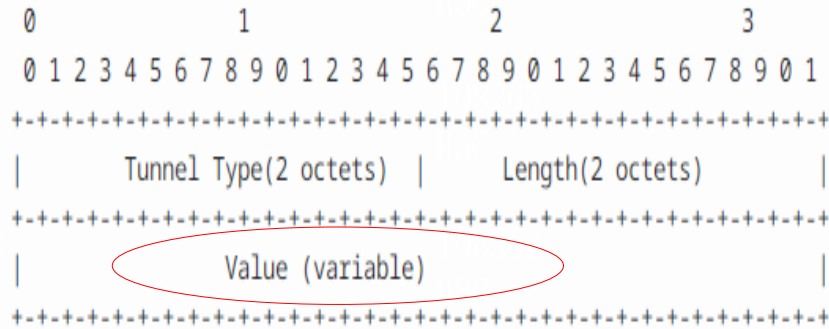 0 1 2 3
0 1 2 3 4 5 6 7 8 9 0 1 2 3 4 5 6 7 8 9 0 1 2 3 4 5 6 7 8 9 0 1
+-+-+-+-+-+-+-+-+-+-+-+-+-+-+-+-+-+-+-+-+-+-+-+-+-+-+-+-+-+-+-+-+
| Tunnel Type(2 octets) | Length(2 octets) |
+-+-+-+-+-+-+-+-+-+-+-+-+-+-+-+-+-+-+-+-+-+-+-+-+-+-+-+-+-+-+-+-+
| Value (variable) |
+-+-+-+-+-+-+-+-+-+-+-+-+-+-+-+-+-+-+-+-+-+-+-+-+-+-+-+-+-+-+-+-+